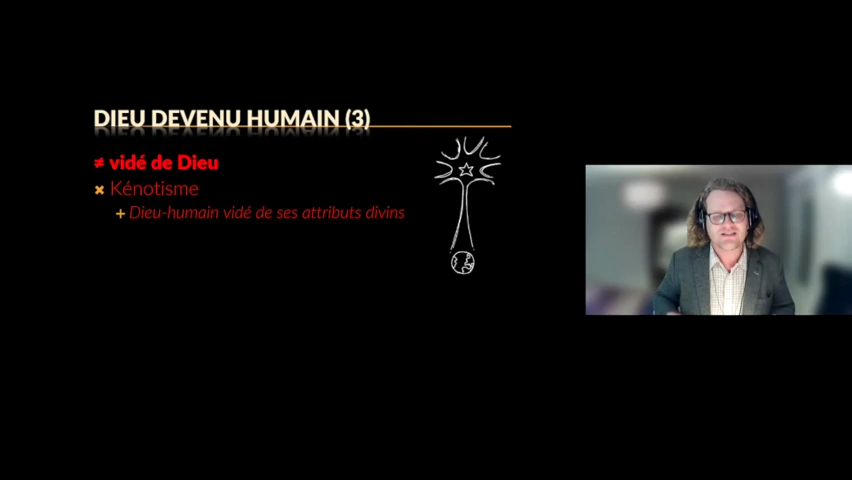 DIEU DEVENU HUMAIN (3)
≠ vidé de Dieu
Kénotisme
Dieu-humain vidé de ses attributs divins